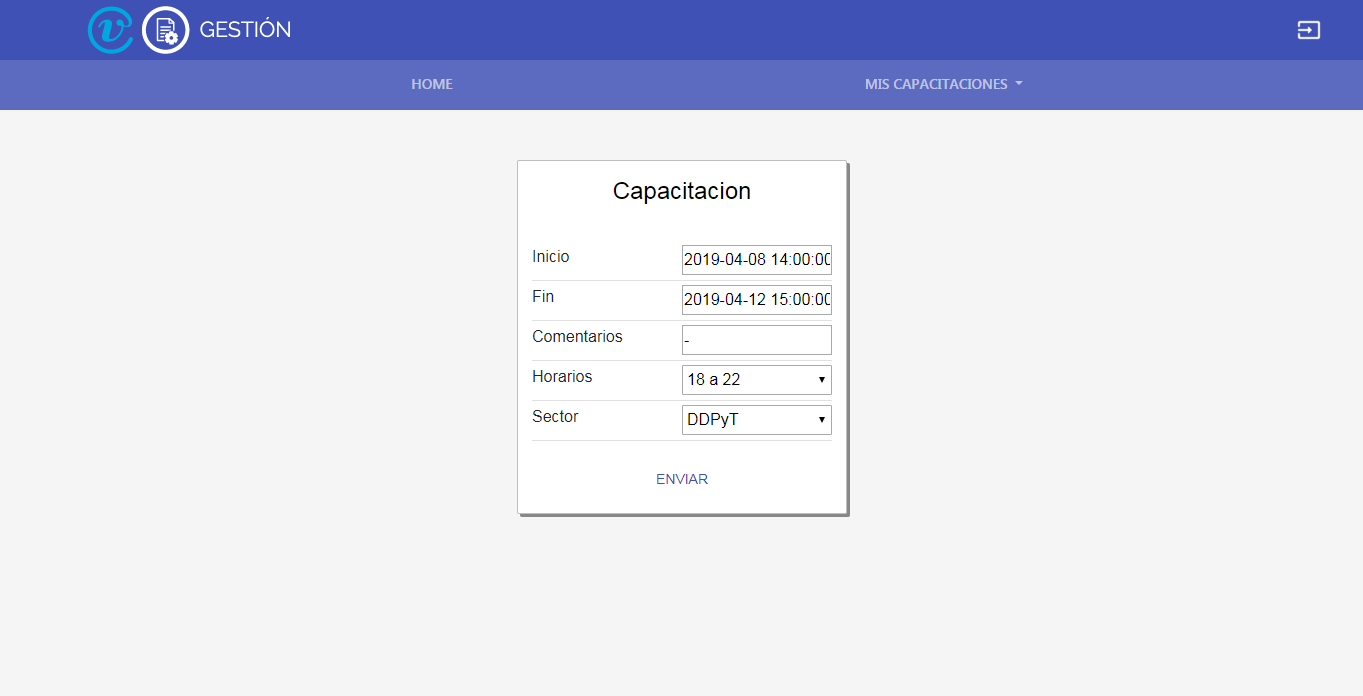 GESTIÓN
HOME
MIS CAPACITACIONES
Capacitacion
Inicio 2019-04-08 14:00:00
Fin 2019-04-12 15:00:00
Comentarios -
Horarios 18 a 22
Sector DDPyT
ENVIAR